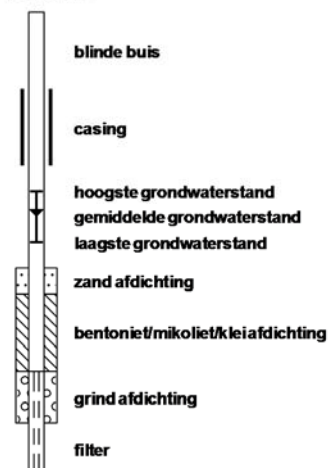 blinde buis
casing
hoogste grondwaterstand
gemiddelde grondwaterstand
laagste grondwaterstand
zand afdichting
bentoniet/mikoliet/klei afdichting
grind afdichting
filter